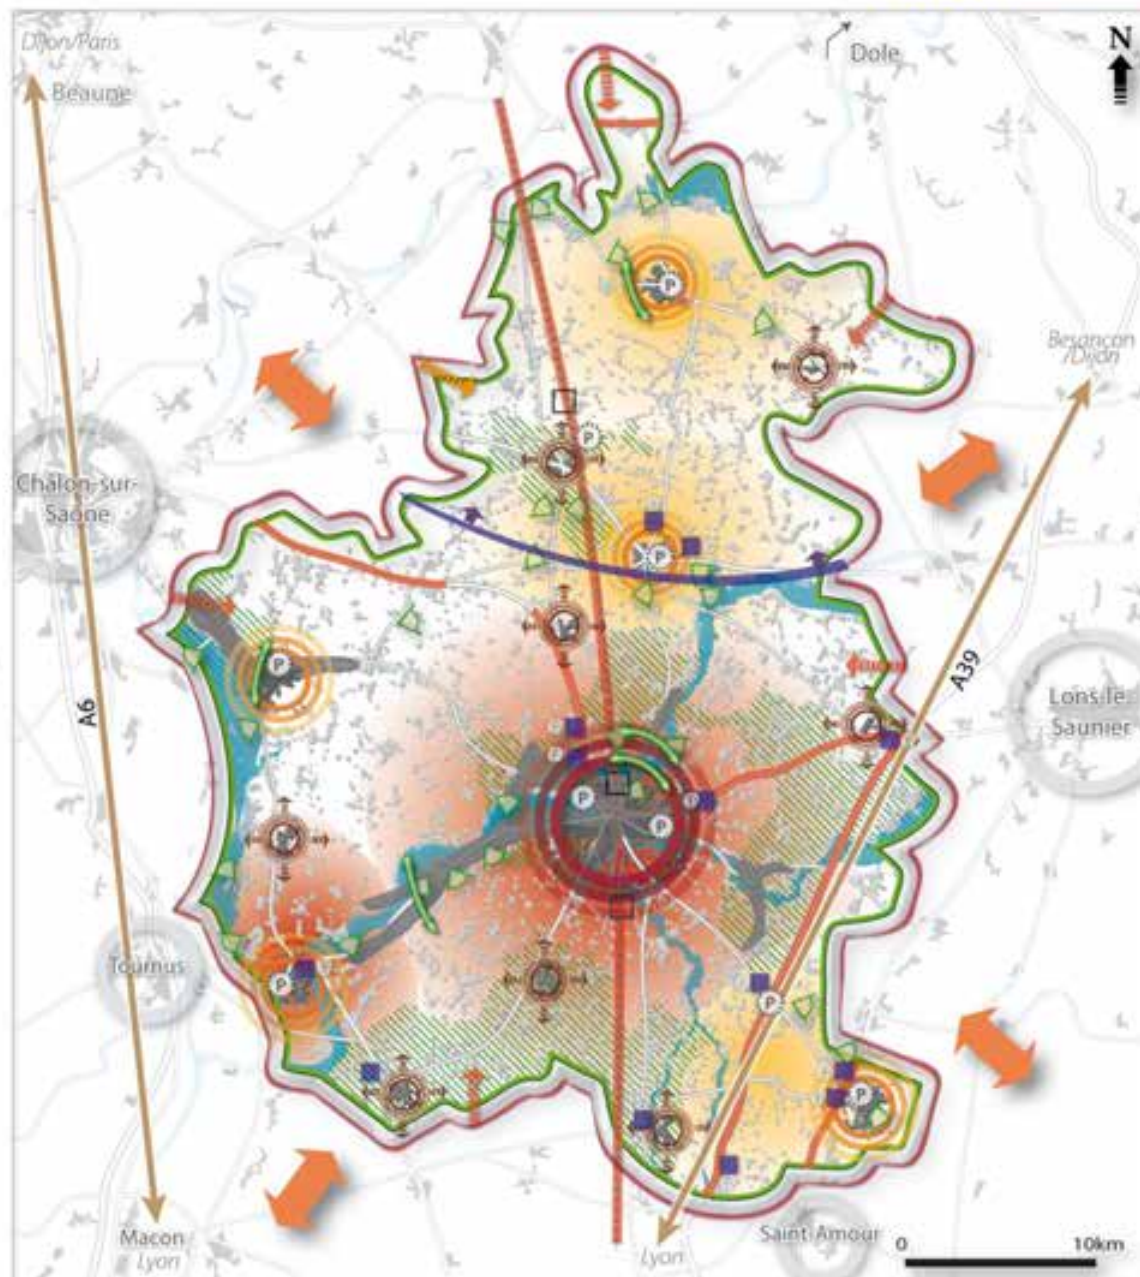 Dijon/Paris
Beaune
Dole
N
Besançon
/Dijon
Châlon-sur-
Saône
P
P
P
P
A6
A39
Lons-le-
Saunier
P
P
Tournus
P
P
P
Macon
Lyon
Lyon
Saint-Amour
0
10km